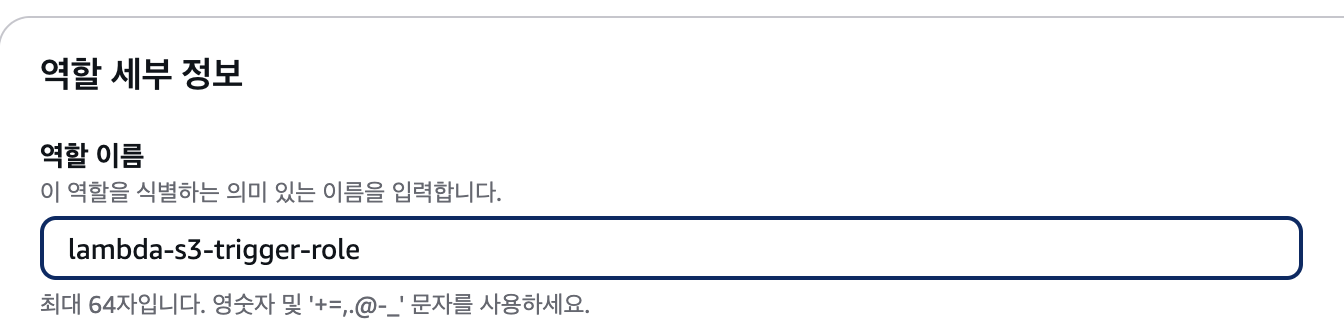 역할 세부 정보
역할 이름
이 역할을 식별하는 의미 있는 이름을 입력합니다.
lambda-s3-trigger-role
최대 64자입니다. 영숫자 및 '+=,.@-_' 문자를 사용하세요.